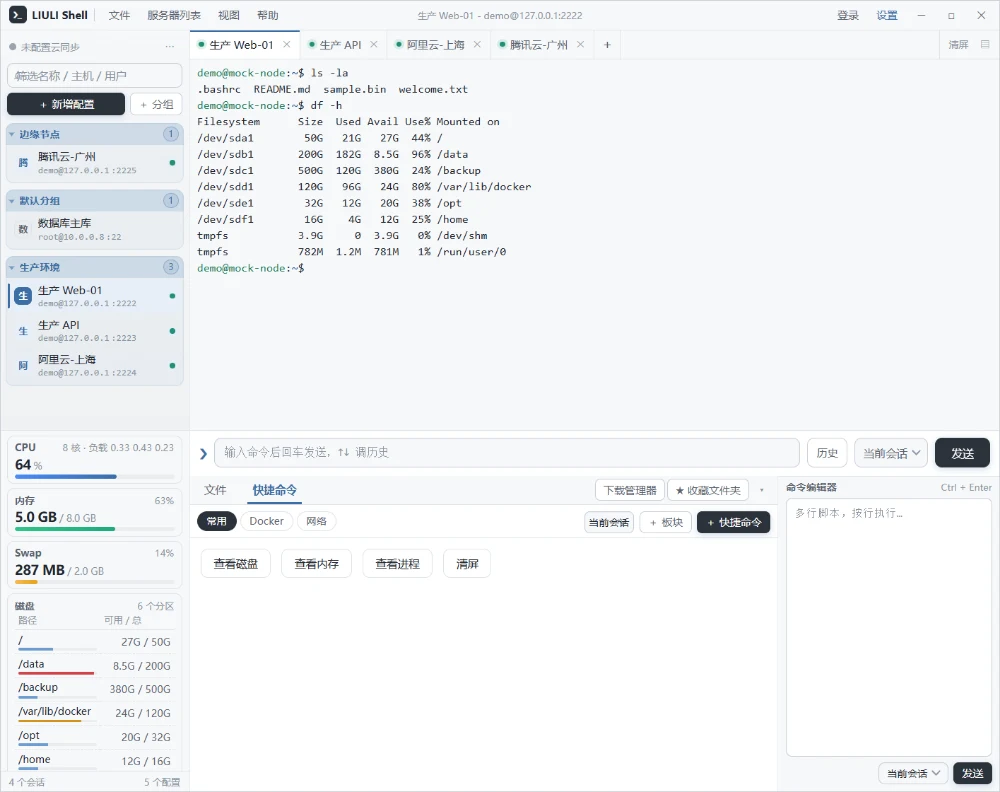 LIULI Shell 文件 服务器列表 视图 帮助 生产 Web-01 - demo@127.0.0.1:2222 登录 设置
未配置云同步 ...
筛选名称 / 主机 / 用户
+ 新增配置 + 分组
边缘节点 1
腾 腾讯云-广州
demo@127.0.0.1:2225
默认分组 1
数 数据库主库
root@10.0.0.8:22
生产环境 3
生 生产 Web-01
demo@127.0.0.1:2222
生 生产 API
demo@127.0.0.1:2223
阿 阿里云-上海
demo@127.0.0.1:2224
CPU 8 核 · 负载 0.33 0.43 0.23
64 %
内存 63%
5.0 GB / 8.0 GB
Swap 14%
287 MB / 2.0 GB
磁盘 6 个分区
路径 可用 / 总
/ 27G / 50G
/data 8.5G / 200G
/backup 380G / 500G
/var/lib/docker 24G / 120G
/opt 20G / 32G
/home 12G / 16G
4 个会话 5 个配置
生产 Web-01 × 生产 API × 阿里云-上海 × 腾讯云-广州 × + 清屏
demo@mock-node:~$ ls -la
.bashrc README.md sample.bin welcome.txt
demo@mock-node:~$ df -h
Filesystem Size Used Avail Use% Mounted on
/dev/sda1 50G 21G 27G 44% /
/dev/sdb1 200G 182G 8.5G 96% /data
/dev/sdc1 500G 120G 380G 24% /backup
/dev/sdd1 120G 96G 24G 80% /var/lib/docker
/dev/sde1 32G 12G 20G 38% /opt
/dev/sdf1 16G 4G 12G 25% /home
tmpfs 3.9G 0 3.9G 0% /dev/shm
tmpfs 782M 1.2M 781M 1% /run/user/0
demo@mock-node:~$
❯ 输入命令后回车发送，↑↓ 调历史 历史 当前会话 发送
文件 快捷命令 下载管理器 ★ 收藏文件夹
常用 Docker 网络 当前会话 + 板块 + 快捷命令
查看磁盘 查看内存 查看进程 清屏
命令编辑器 Ctrl + Enter
多行脚本，按行执行…
当前会话 发送